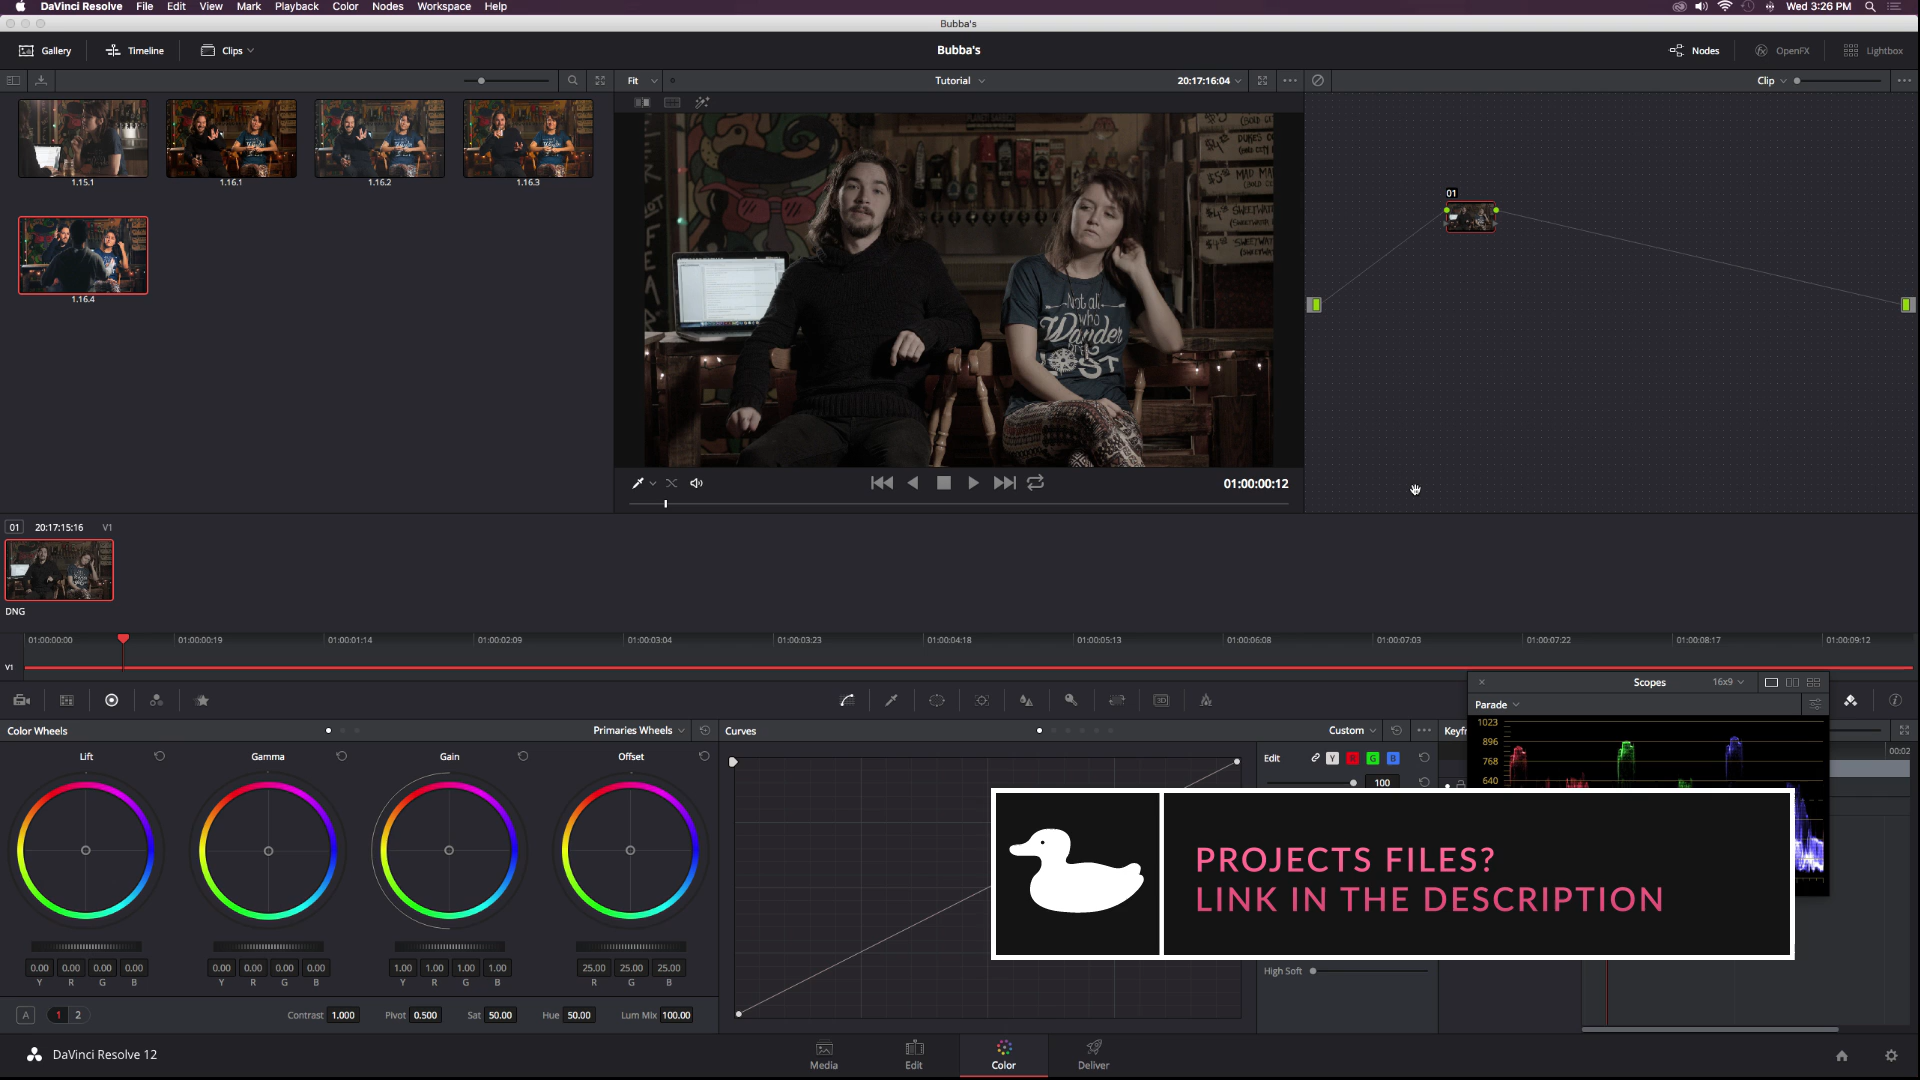 DaVinci Resolve File Edit View Mark Playback Color Nodes Workspace Help Wed 3:26 PM
Bubba's
Gallery Timeline Clips Bubba's Nodes OpenFX Lightbox
Fit Tutorial 20:17:16:04 Clip
1.15.1 1.16.1 1.16.2 1.16.3
1.16.4
Not all
who
Wander
LOST
01
01:00:00:12
01 20:17:15:16 V1
DNG
01:00:00:00 01:00:00:19 01:00:01:14 01:00:02:09 01:00:03:04 01:00:03:23 01:00:04:18 01:00:05:13 01:00:06:08 01:00:07:03 01:00:07:22 01:00:08:17 01:00:09:12
V1
Scopes 16x9
Parade
1023
896
768
640
Color Wheels Primaries Wheels Curves Custom Keyfr
00:02
Lift Gamma Gain Offset Edit Y R G B
100
PROJECTS FILES?
LINK IN THE DESCRIPTION
0.00 0.00 0.00 0.00 0.00 0.00 0.00 0.00 1.00 1.00 1.00 1.00 25.00 25.00 25.00
Y R G B Y R G B Y R G B R G B
High Soft
A 1 2 Contrast 1.000 Pivot 0.500 Sat 50.00 Hue 50.00 Lum Mix 100.00
DaVinci Resolve 12 Media Edit Color Deliver